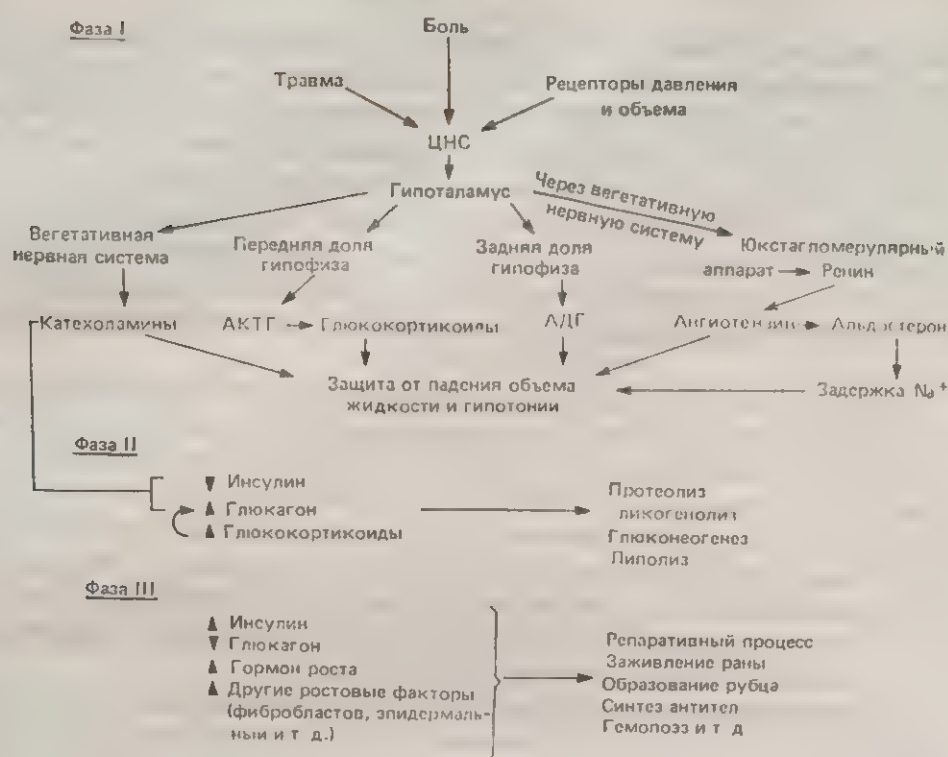 Фаза I
Боль
Травма
Рецепторы давления
и объема
ЦНС
Гипоталамус
Через вегетативную
нервную систему
Вегетативная
нервная система
Передняя доля
гипофиза
Задняя доля
гипофиза
Юкстагломерулярный
аппарат → Ренин
Катехоламины
АКТГ → Глюкокортикоиды
АДГ
Ангиотензин → Альдостерон
Защита от падения объема
жидкости и гипотонии
Задержка Na⁺
Фаза II
▼ Инсулин
▲ Глюкагон
▲ Глюкокортикоиды
Протеолиз
ликогенолиз
Глюконеогенез
Липолиз
Фаза III
▲ Инсулин
▼ Глюкагон
▲ Гормон роста
▲ Другие ростовые факторы
(фибробластов, эпидермаль-
ный и т д.)
Репаративный процесс
Заживление раны
Образование рубца
Синтез антител
Гемопоэз и т д